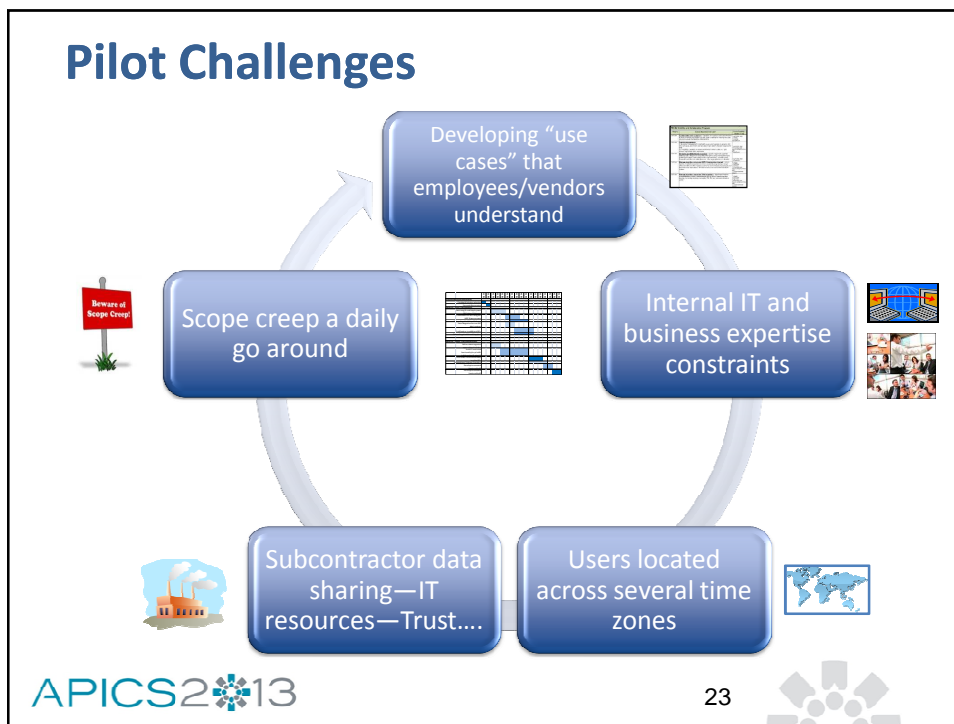 Pilot Challenges
Developing “use
cases” that
employees/vendors
understand
Internal IT and
business expertise
constraints
Users located
across several time
zones
Subcontractor data
sharing—IT
resources—Trust....
Scope creep a daily
go around
Beware of
Scope Creep!
APICS2013
23